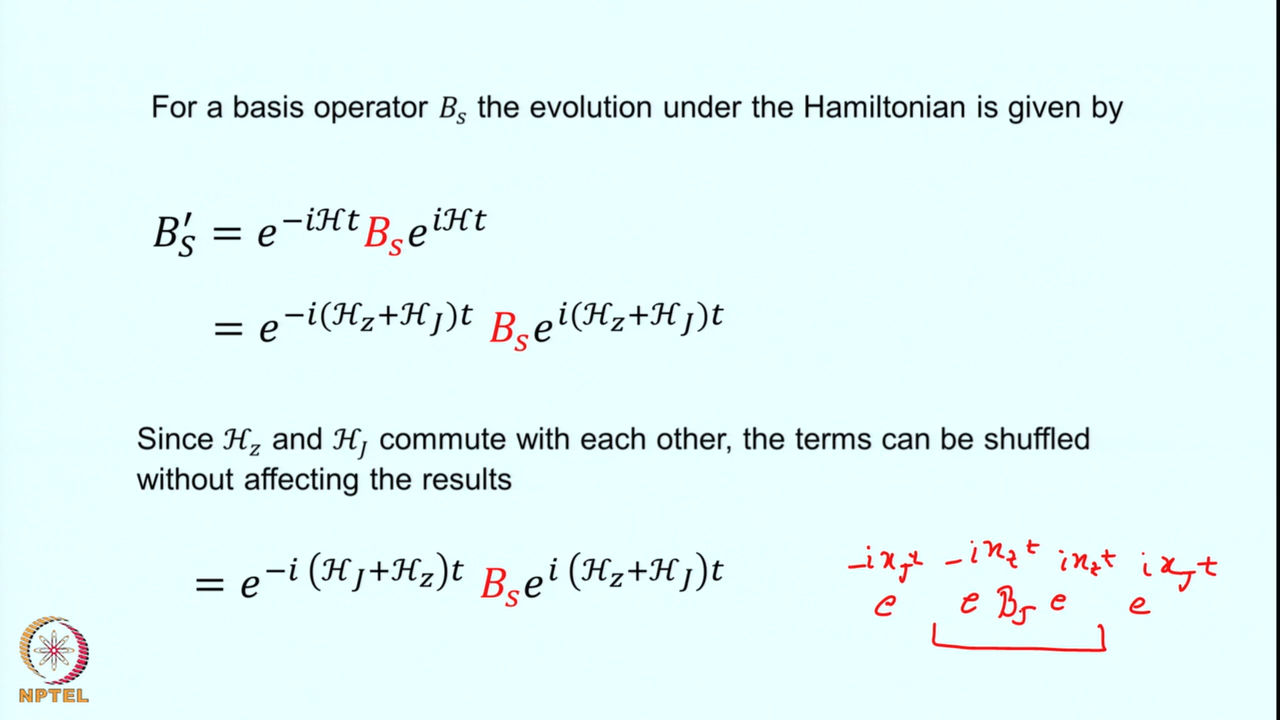 For a basis operator Bₛ the evolution under the Hamiltonian is given by
B′_S = e^{−iℋt} B_s e^{iℋt}
= e^{−i(ℋ_z+ℋ_J)t} B_s e^{i(ℋ_z+ℋ_J)t}
Since ℋ_z and ℋ_J commute with each other, the terms can be shuffled
without affecting the results
= e^{−i (ℋ_J+ℋ_z)t} B_s e^{i (ℋ_z+ℋ_J)t}
e^{−iℋ_J t} e^{−iℋ_z t} B_s e^{iℋ_z t} e^{iℋ_J t}
NPTEL